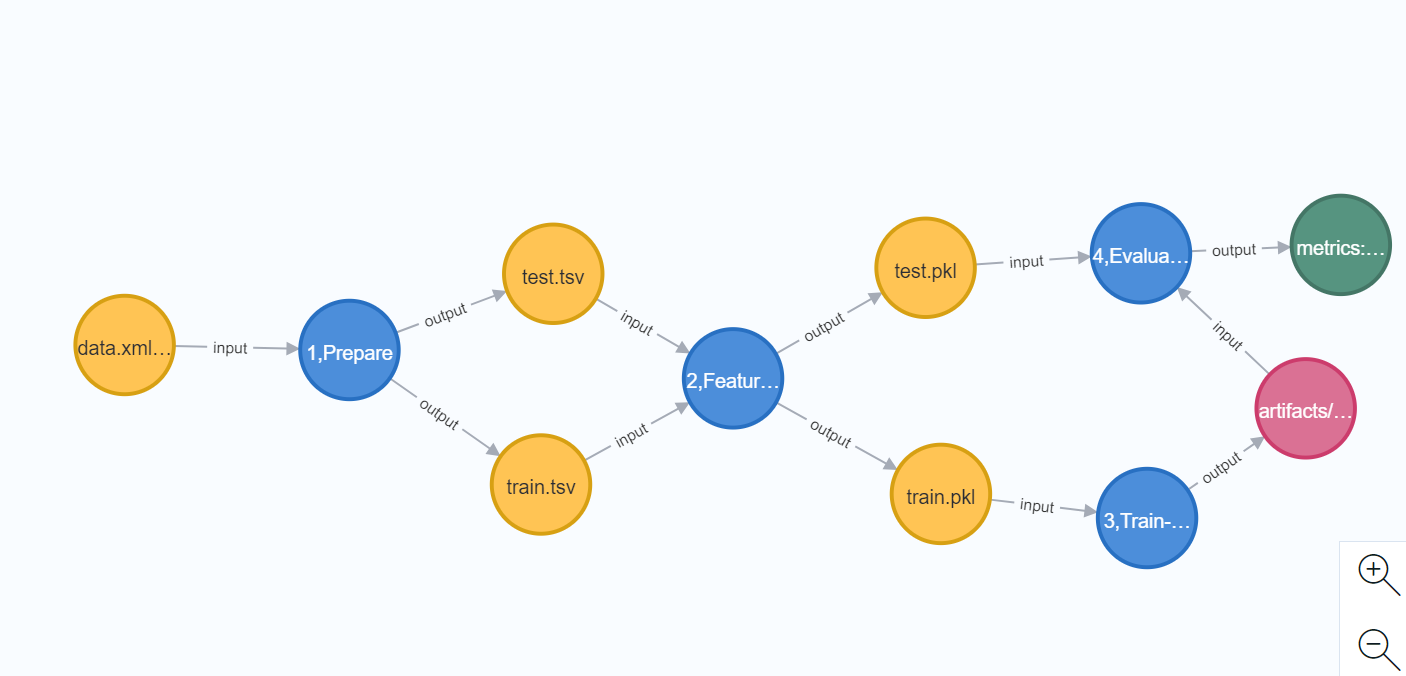 data.xml...
input
1,Prepare
output
output
test.tsv
train.tsv
input
input
2,Featur...
output
output
test.pkl
train.pkl
input
input
4,Evalua...
3,Train-...
output
input
output
metrics:...
artifacts/...